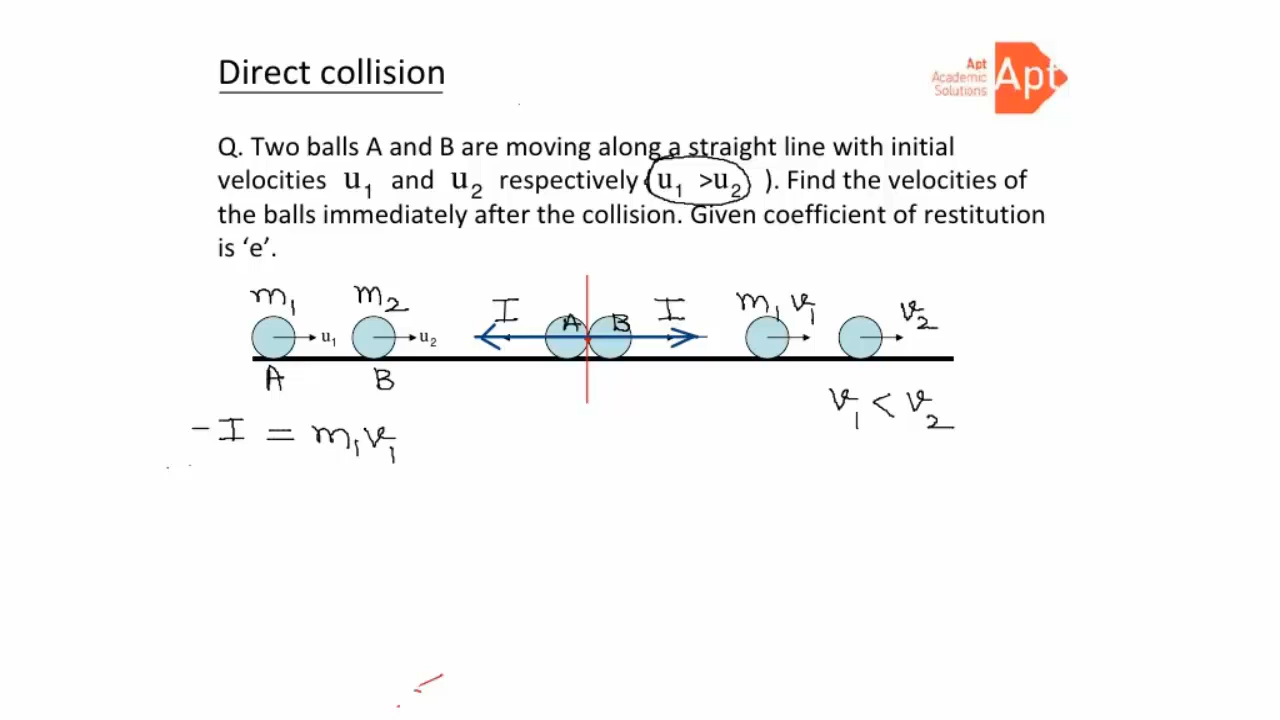 Direct collision
Apt
Academic
Solutions
Apt
Q. Two balls A and B are moving along a straight line with initial
velocities u₁ and u₂ respectively ( u₁ >u₂ ). Find the velocities of
the balls immediately after the collision. Given coefficient of restitution
is ‘e’.
m₁ m₂ I I m₁ v₁ v₂
u₁ u₂ A B
A B
v₁ < v₂
- I = m₁v₁